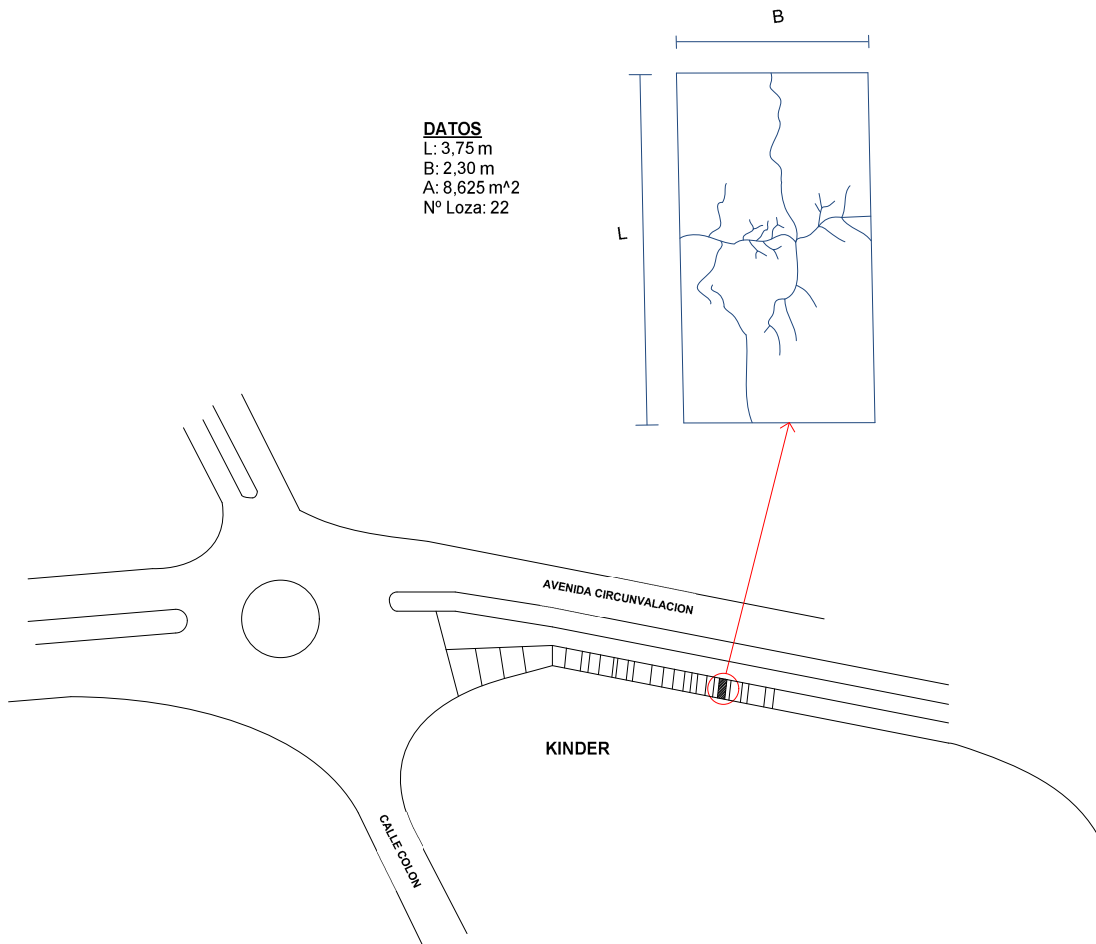 B
DATOS
L: 3,75 m
B: 2,30 m
A: 8,625 m^2
Nº Loza: 22
L
AVENIDA CIRCUNVALACION
KINDER
CALLE COLON